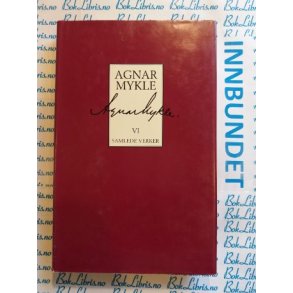 AGNAR
MYKLE
Agnar Mykle.
VI
SAMLEDE VERKER
INNBUNDET
BokLibris.no